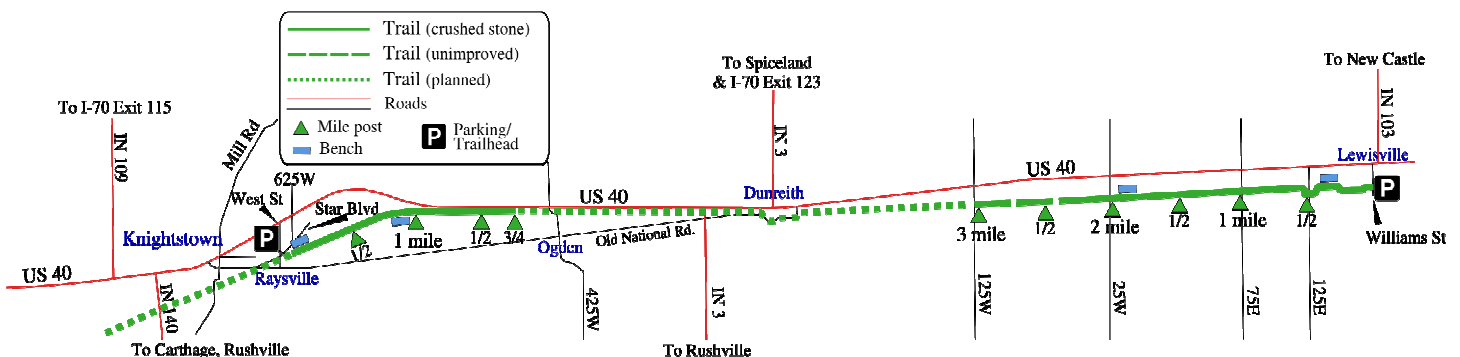 Trail (crushed stone)
Trail (unimproved)
Trail (planned)
Roads
Mile post
Bench
P
Parking/
Trailhead
To I-70 Exit 115
IN 109
Mill Rd
625W
West St
Star Blvd
Knightstown
P
Raysville
US 40
IN 140
To Carthage, Rushville
1/2
1 mile
1/2
3/4
US 40
Ogden
Old National Rd.
425W
To Spiceland
& I-70 Exit 123
IN 3
Dunreith
IN 3
To Rushville
US 40
3 mile
1/2
2 mile
1/2
1 mile
1/2
125W
25W
75E
125E
To New Castle
IN 103
Lewisville
P
Williams St